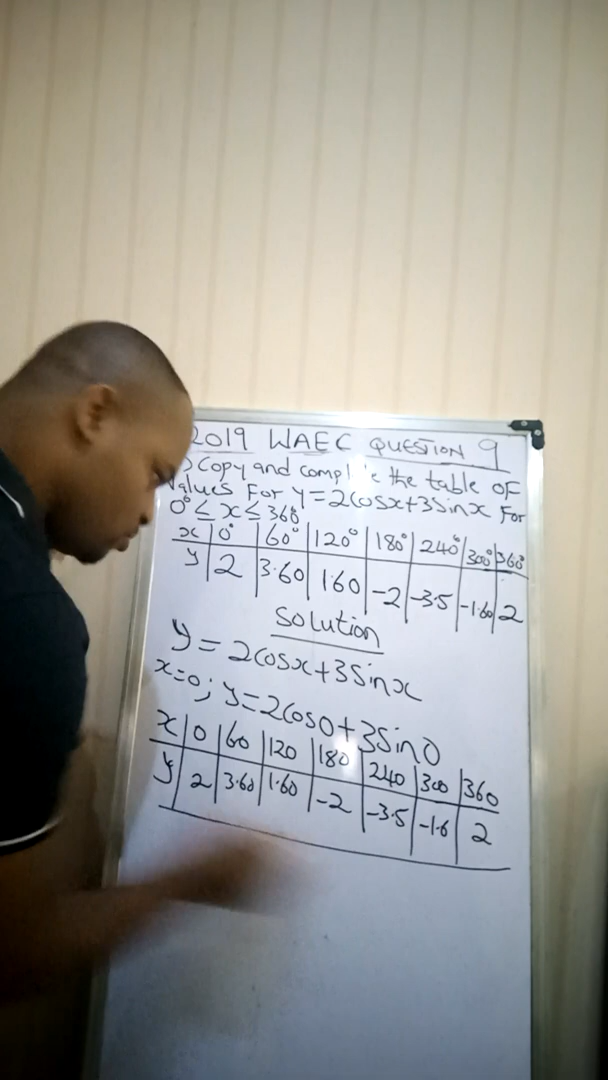 2019 WAEC QUESTION 9
) Copy and complete the table of
Values For y=2cosx+3sinx For
0° ≤ x ≤ 360
x 0° 60° 120° 180° 240° 300° 360°
y 2 3.60 1.60 -2 -3.5 -1.60 2
Solution
y = 2cosx+3sinx
x=0; y=2cos0+3sin0
x 0 60 120 180 240 300 360
y 2 3.60 1.60 -2 -3.5 -1.6 2